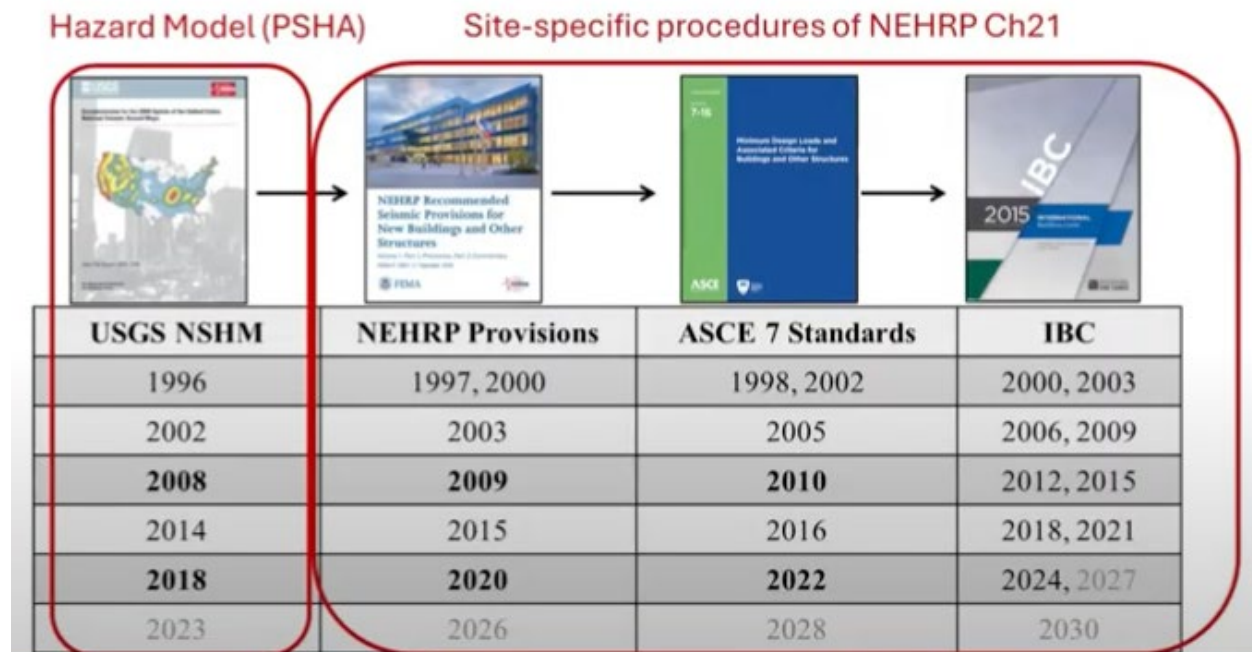 Hazard Model (PSHA)
Site-specific procedures of NEHRP Ch21
USGS
NEHRP Recommended
Seismic Provisions for
New Buildings and Other
Structures
FEMA
7-16
Minimum Design Loads and
Associated Criteria for
Buildings and Other Structures
ASCE
IBC
2015
INTERNATIONAL
USGS NSHM NEHRP Provisions ASCE 7 Standards IBC
1996 1997, 2000 1998, 2002 2000, 2003
2002 2003 2005 2006, 2009
2008 2009 2010 2012, 2015
2014 2015 2016 2018, 2021
2018 2020 2022 2024, 2027
2023 2026 2028 2030